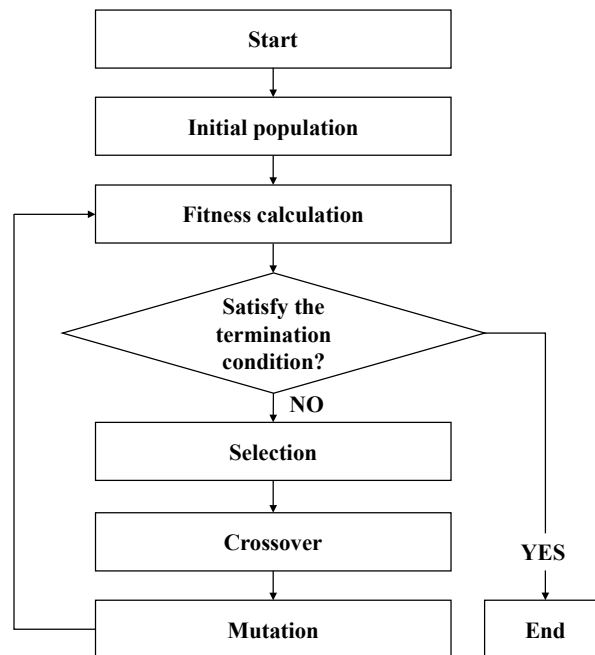 Start
Initial population
Fitness calculation
Satisfy the
termination
condition?
NO
Selection
Crossover
YES
Mutation
End